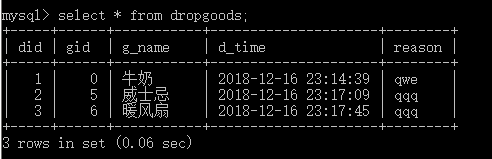 mysql> select * from dropgoods;
| did | gid | g_name | d_time | reason |
| 1 | 0 | 牛奶 | 2018-12-16 23:14:39 | qwe |
| 2 | 5 | 威士忌 | 2018-12-16 23:17:09 | qqq |
| 3 | 6 | 暖风扇 | 2018-12-16 23:17:45 | qqq |
3 rows in set (0.06 sec)